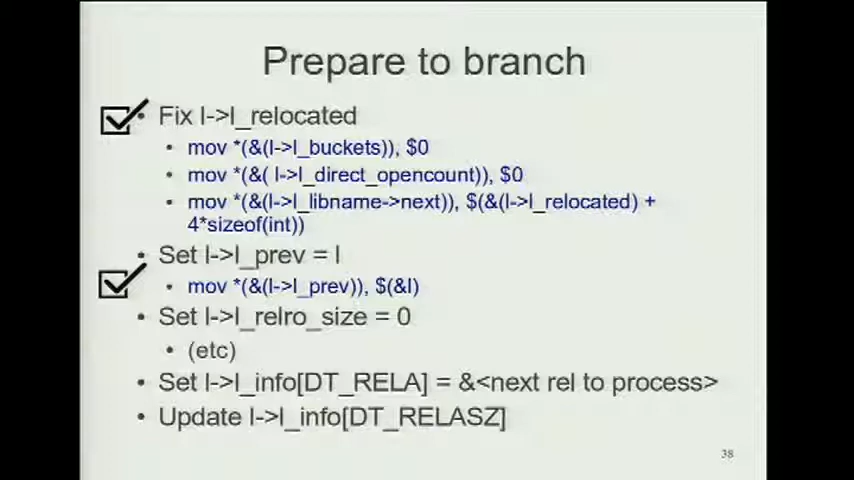 Prepare to branch
• Fix l->l_relocated
• mov *(&(l->l_buckets)), $0
• mov *(&( l->l_direct_opencount)), $0
• mov *(&(l->l_libname->next)), $(&(l->l_relocated) +
4*sizeof(int))
• Set l->l_prev = l
• mov *(&(l->l_prev)), $(&l)
• Set l->l_relro_size = 0
• (etc)
• Set l->l_info[DT_RELA] = &<next rel to process>
• Update l->l_info[DT_RELASZ]
38